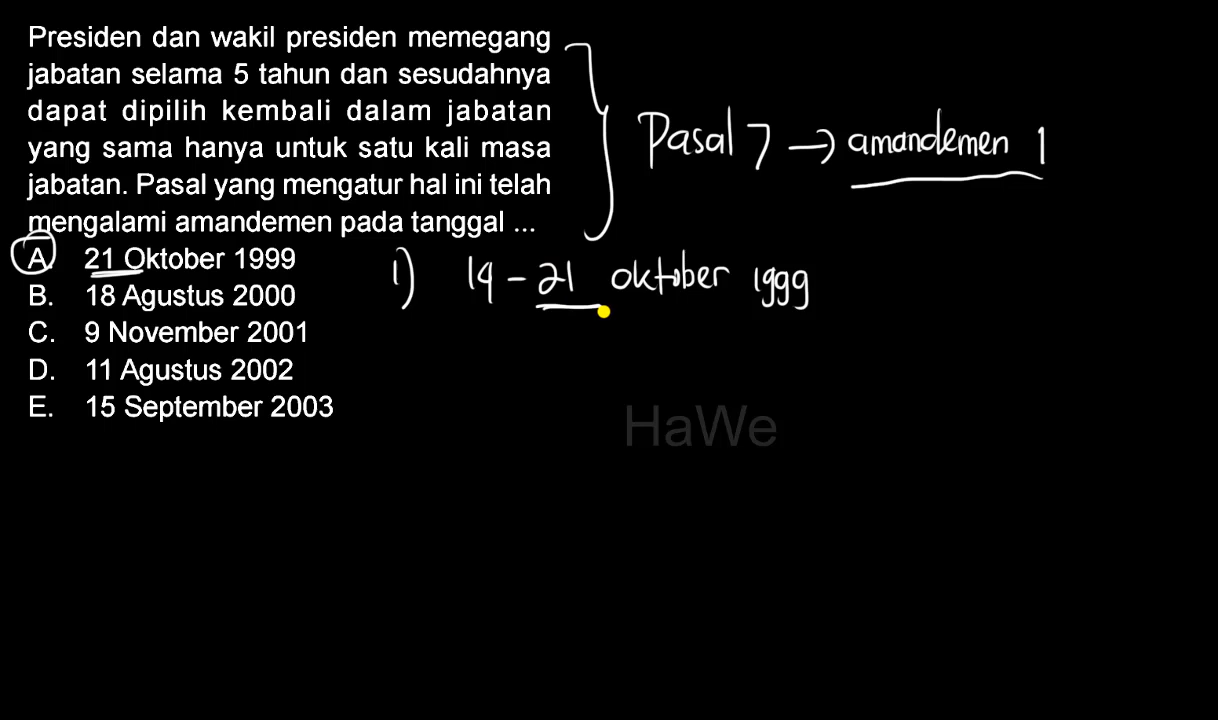 Presiden dan wakil presiden memegang
jabatan selama 5 tahun dan sesudahnya
dapat dipilih kembali dalam jabatan
yang sama hanya untuk satu kali masa
jabatan. Pasal yang mengatur hal ini telah
mengalami amandemen pada tanggal ...
A. 21 Oktober 1999
B. 18 Agustus 2000
C. 9 November 2001
D. 11 Agustus 2002
E. 15 September 2003
Pasal 7 → amandemen 1
1) 14 - 21 oktober 1999
HaWe